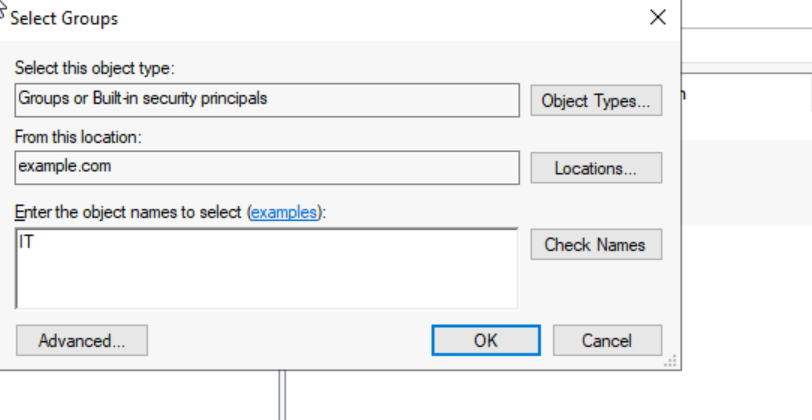 Select Groups
Select this object type:
Groups or Built-in security principals
Object Types...
From this location:
example.com
Locations...
Enter the object names to select (examples):
IT
Check Names
Advanced...
OK
Cancel